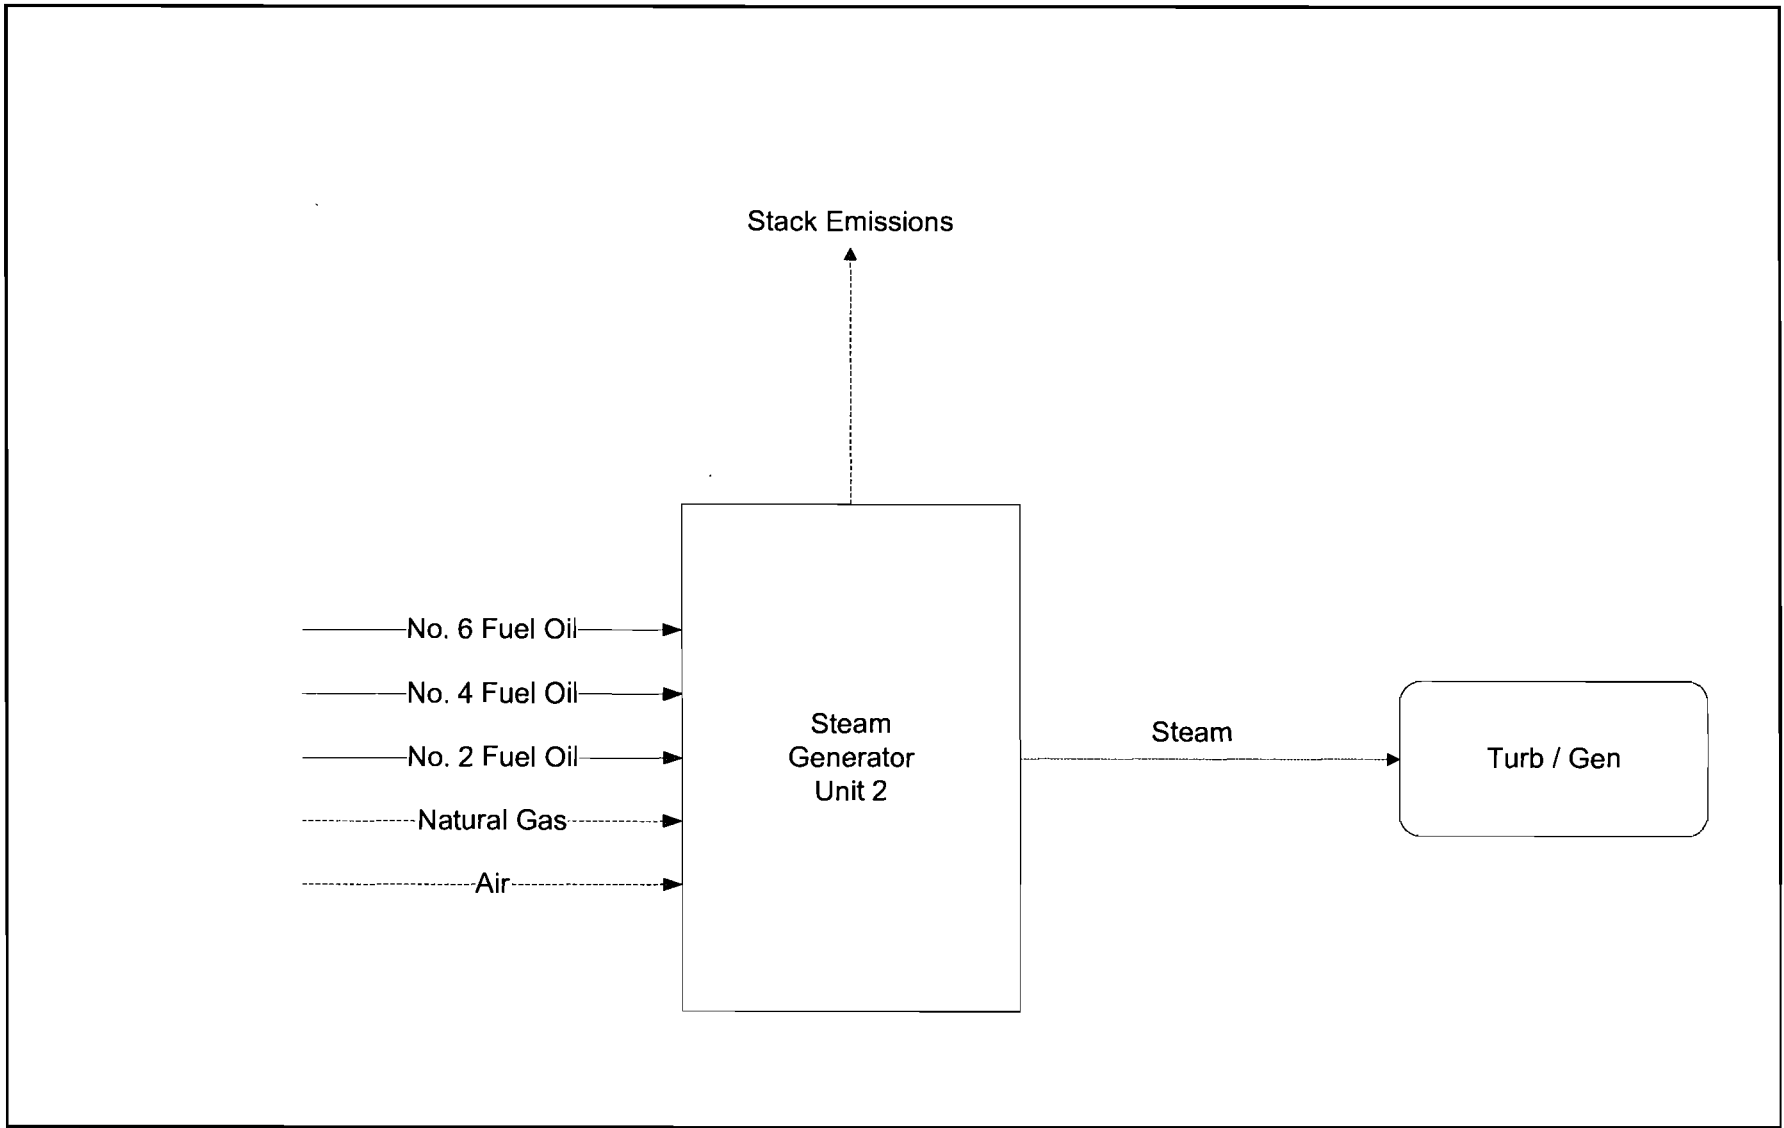 Stack Emissions
No. 6 Fuel Oil
No. 4 Fuel Oil
No. 2 Fuel Oil
Natural Gas
Air
Steam
Generator
Unit 2
Steam
Turb / Gen